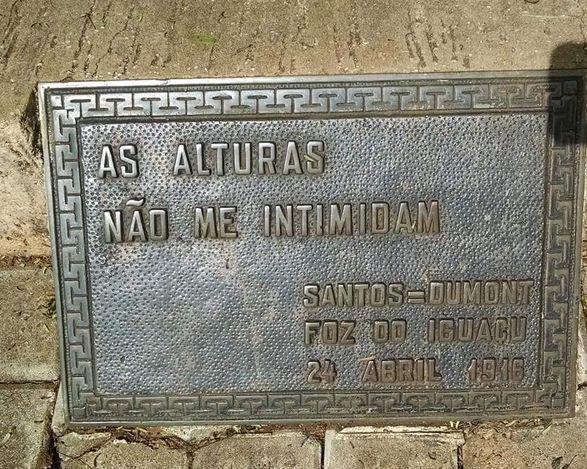 AS ALTURAS
NÃO ME INTIMIDAM
SANTOS=DUMONT
FOZ DO IGUAÇU
24 ABRIL 1916